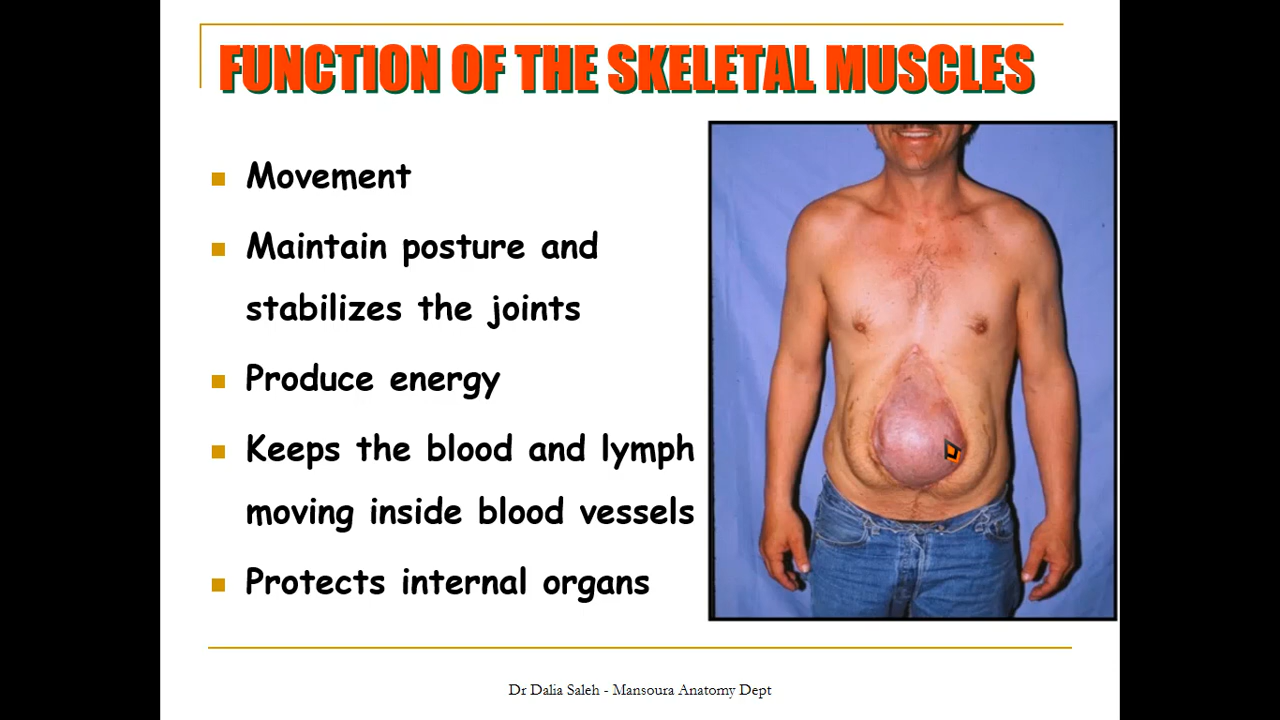 FUNCTION OF THE SKELETAL MUSCLES
Movement
Maintain posture and
stabilizes the joints
Produce energy
Keeps the blood and lymph
moving inside blood vessels
Protects internal organs
Dr Dalia Saleh - Mansoura Anatomy Dept